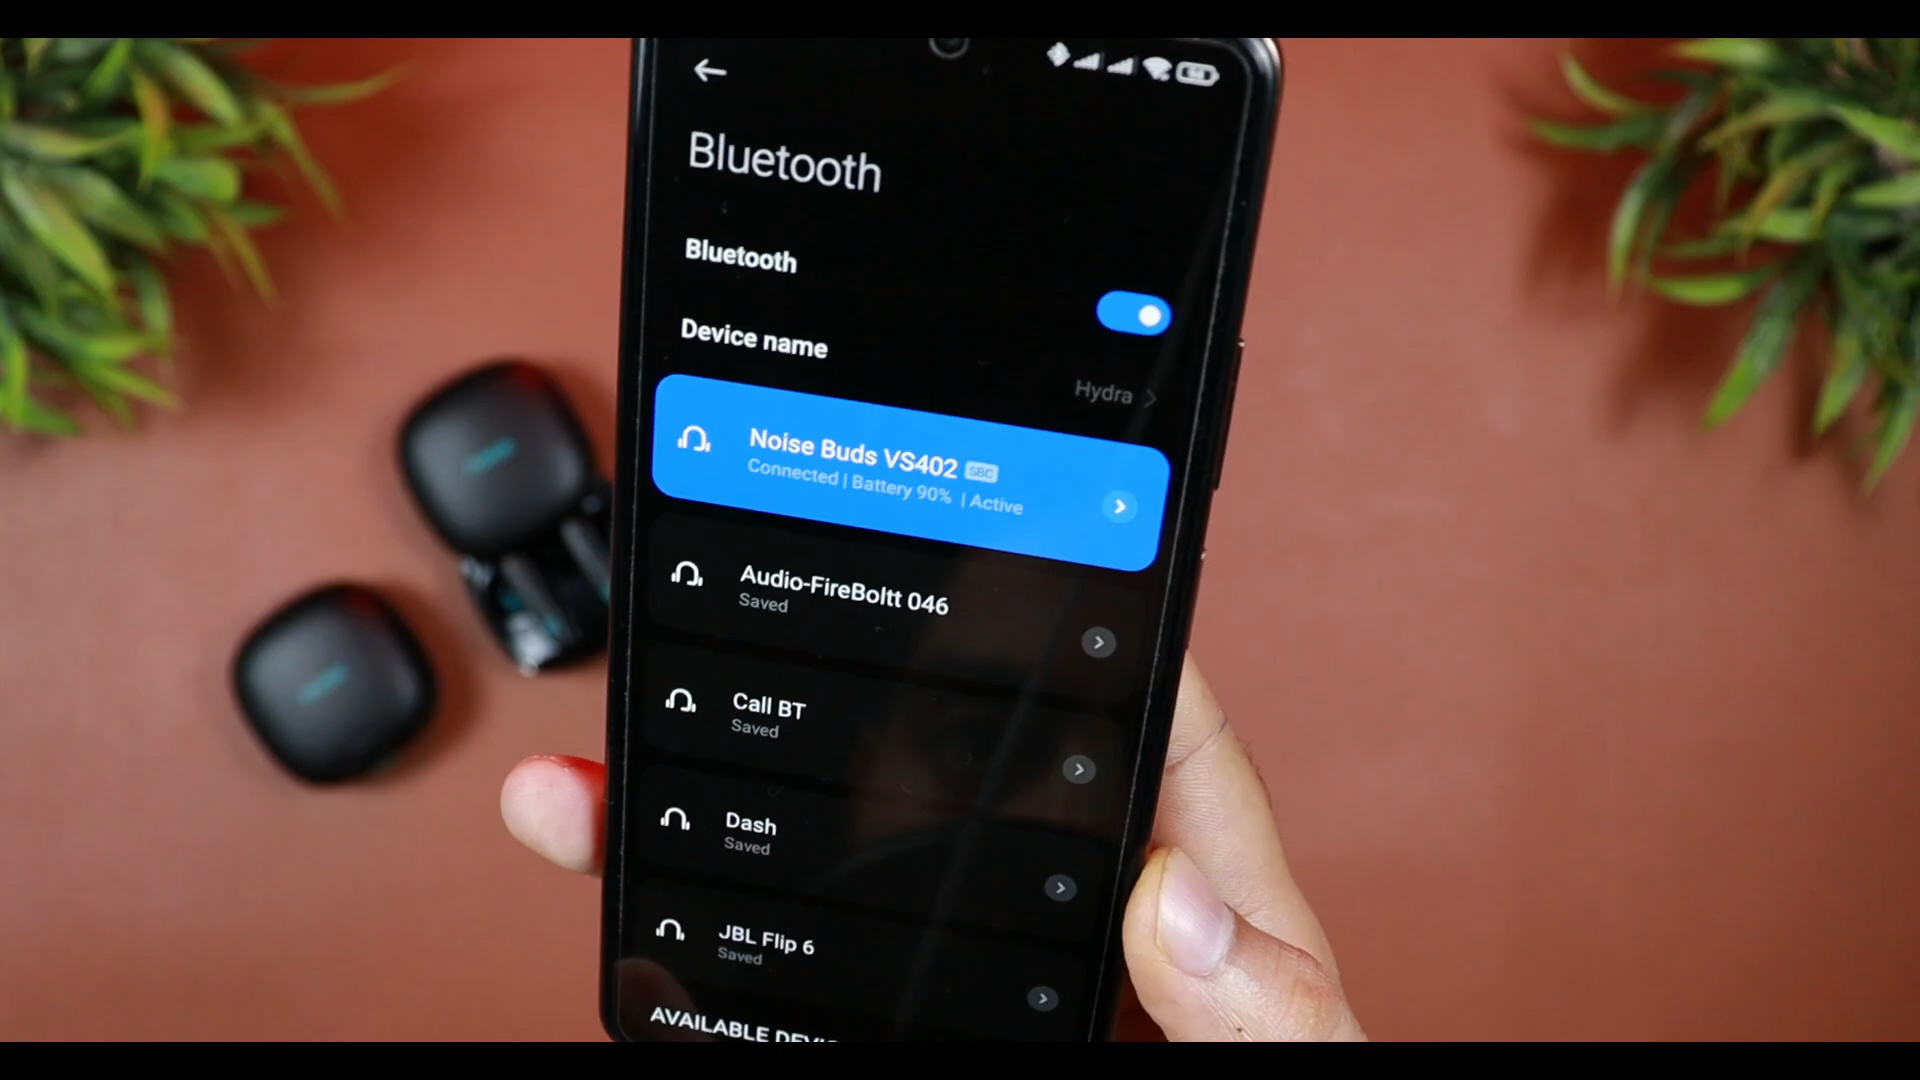 Bluetooth
Bluetooth
Device name
Hydra
Noise Buds VS402 SBC
Connected | Battery 90% | Active
Audio-FireBoltt 046
Saved
Call BT
Saved
Dash
Saved
JBL Flip 6
Saved
AVAILABLE